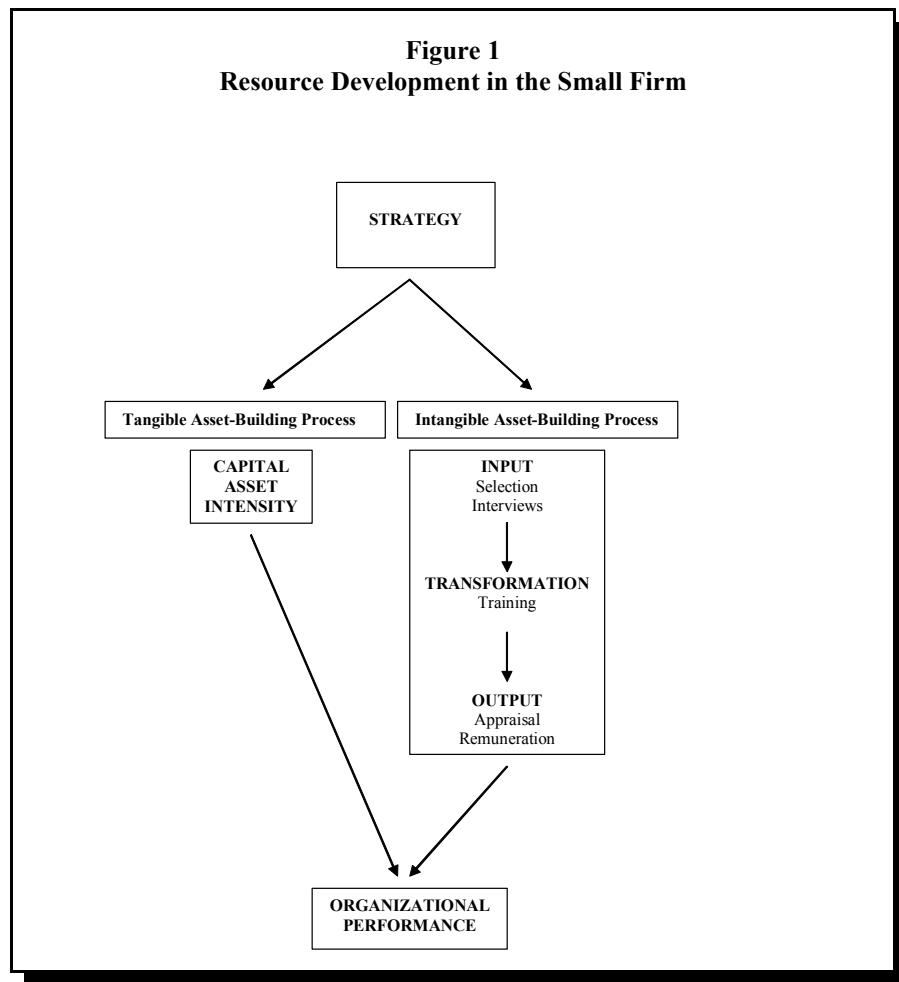 Figure 1
Resource Development in the Small Firm
STRATEGY
Tangible Asset-Building Process
Intangible Asset-Building Process
CAPITAL
ASSET
INTENSITY
INPUT
Selection
Interviews
TRANSFORMATION
Training
OUTPUT
Appraisal
Remuneration
ORGANIZATIONAL
PERFORMANCE